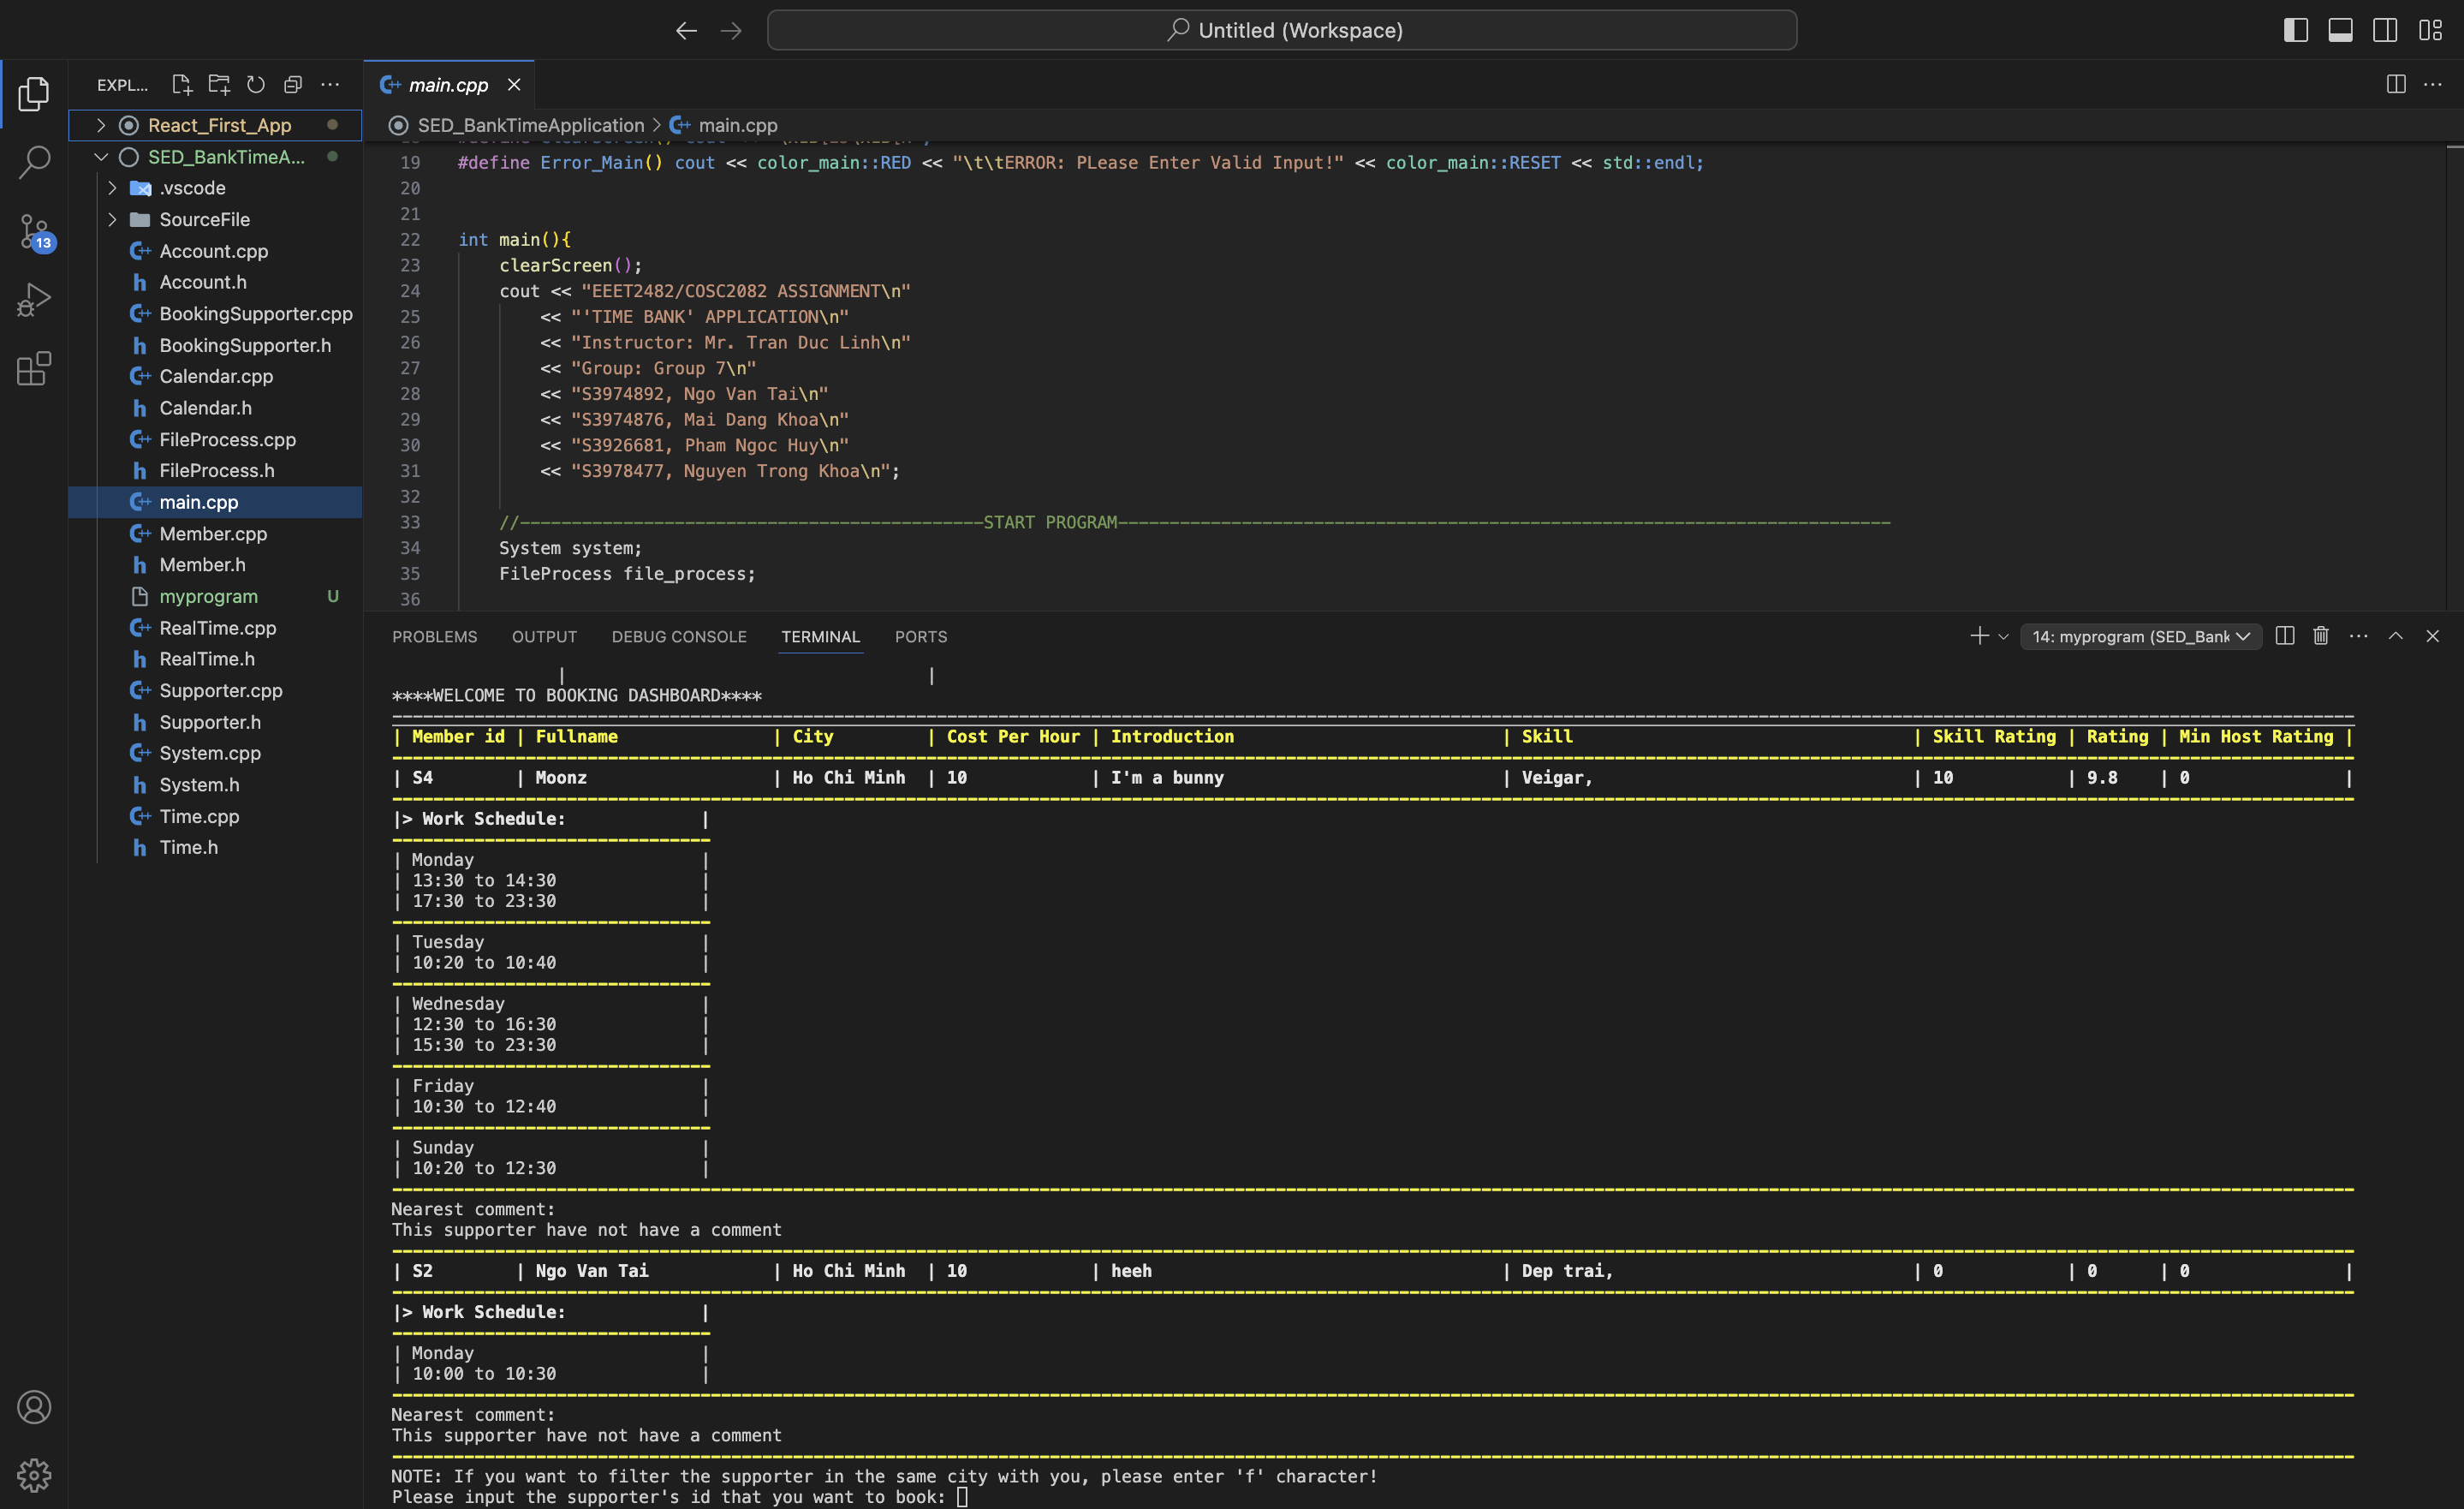 Untitled (Workspace)
EXPL...
main.cpp
React_First_App
SED_BankTimeA...
.vscode
SourceFile
Account.cpp
Account.h
BookingSupporter.cpp
BookingSupporter.h
Calendar.cpp
Calendar.h
FileProcess.cpp
FileProcess.h
main.cpp
Member.cpp
Member.h
myprogram U
RealTime.cpp
RealTime.h
Supporter.cpp
Supporter.h
System.cpp
System.h
Time.cpp
Time.h
13
SED_BankTimeApplication > main.cpp
19 #define Error_Main() cout << color_main::RED << "\t\tERROR: PLease Enter Valid Input!" << color_main::RESET << std::endl;
20
21
22 int main(){
23 clearScreen();
24 cout << "EEET2482/COSC2082 ASSIGNMENT\n"
25 << "'TIME BANK' APPLICATION\n"
26 << "Instructor: Mr. Tran Duc Linh\n"
27 << "Group: Group 7\n"
28 << "S3974892, Ngo Van Tai\n"
29 << "S3974876, Mai Dang Khoa\n"
30 << "S3926681, Pham Ngoc Huy\n"
31 << "S3978477, Nguyen Trong Khoa\n";
32
33 //---------------------------------------------START PROGRAM---------------------------------------------------------------------------
34 System system;
35 FileProcess file_process;
36
PROBLEMS OUTPUT DEBUG CONSOLE TERMINAL PORTS
14: myprogram (SED_Bank
| |
****WELCOME TO BOOKING DASHBOARD****
| Member id | Fullname | City | Cost Per Hour | Introduction | Skill | Skill Rating | Rating | Min Host Rating |
| S4 | Moonz | Ho Chi Minh | 10 | I'm a bunny | Veigar, | 10 | 9.8 | 0 |
|> Work Schedule: |
| Monday |
| 13:30 to 14:30 |
| 17:30 to 23:30 |
| Tuesday |
| 10:20 to 10:40 |
| Wednesday |
| 12:30 to 16:30 |
| 15:30 to 23:30 |
| Friday |
| 10:30 to 12:40 |
| Sunday |
| 10:20 to 12:30 |
Nearest comment:
This supporter have not have a comment
| S2 | Ngo Van Tai | Ho Chi Minh | 10 | heeh | Dep trai, | 0 | 0 | 0 |
|> Work Schedule: |
| Monday |
| 10:00 to 10:30 |
Nearest comment:
This supporter have not have a comment
NOTE: If you want to filter the supporter in the same city with you, please enter 'f' character!
Please input the supporter's id that you want to book: